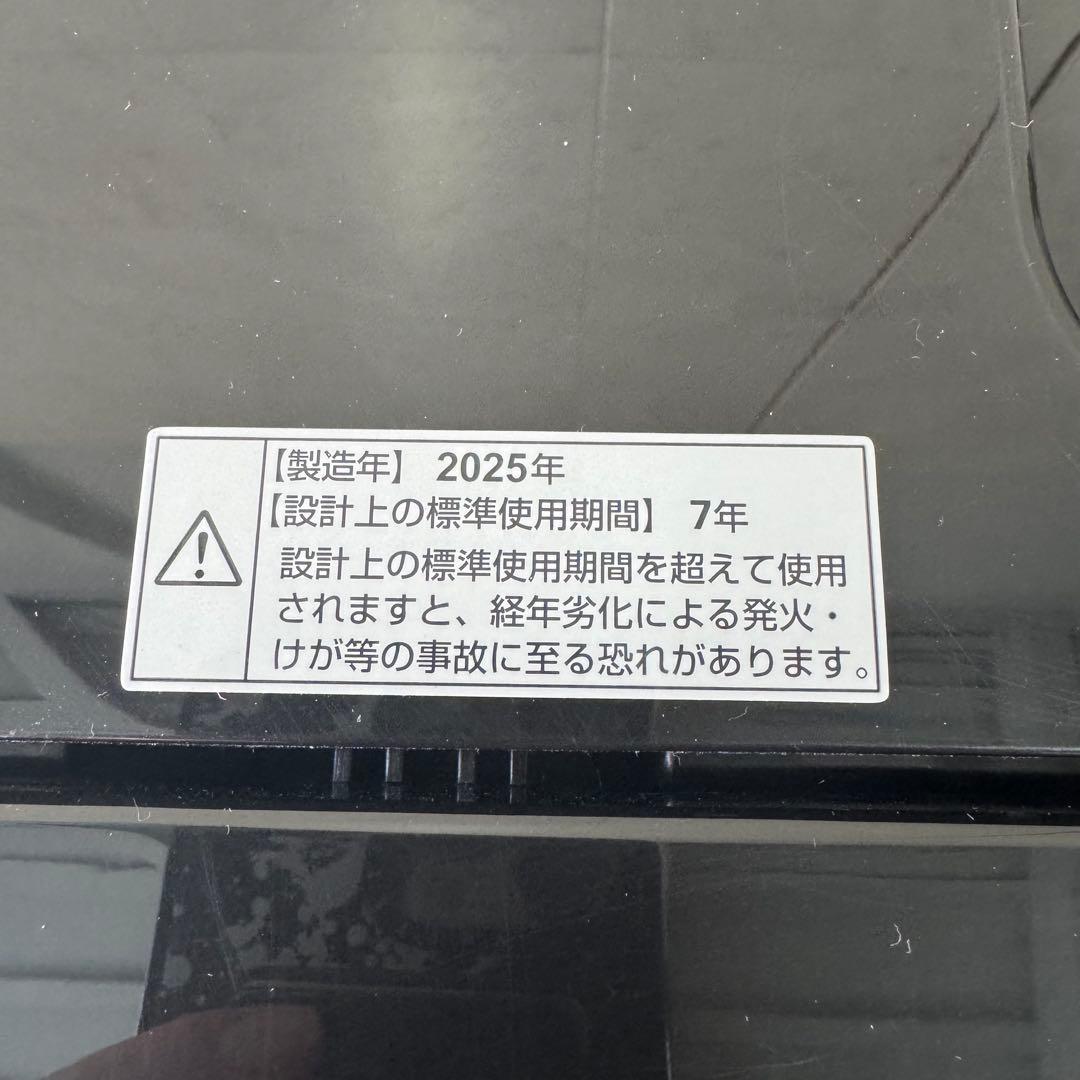 【製造年】 2025年
【設計上の標準使用期間】 7年
設計上の標準使用期間を超えて使用
されますと、経年劣化による発火・
けが等の事故に至る恐れがあります。